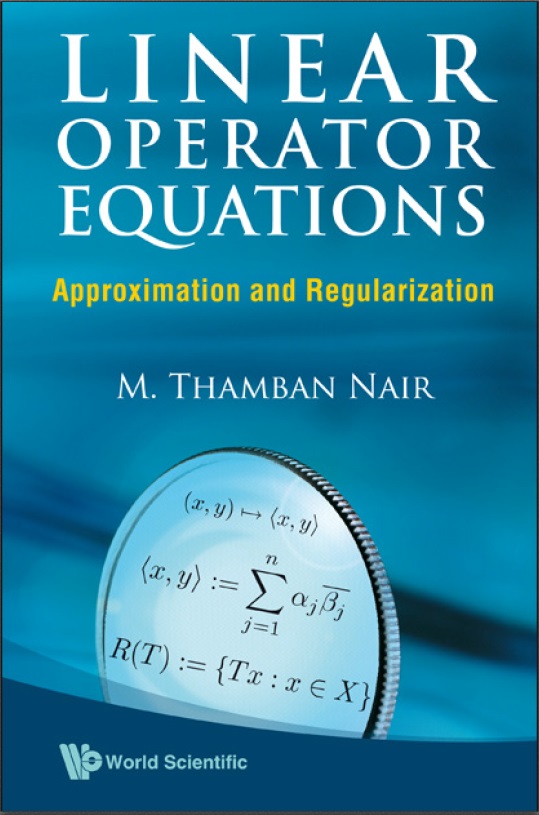 LINEAR
OPERATOR
EQUATIONS
Approximation and Regularization
M. THAMBAN NAIR
(x, y) ↦ ⟨x, y⟩
⟨x, y⟩ := ∑_{j=1}^{n} α_j \overline{β_j}
R(T) := {Tx : x ∈ X}
World Scientific